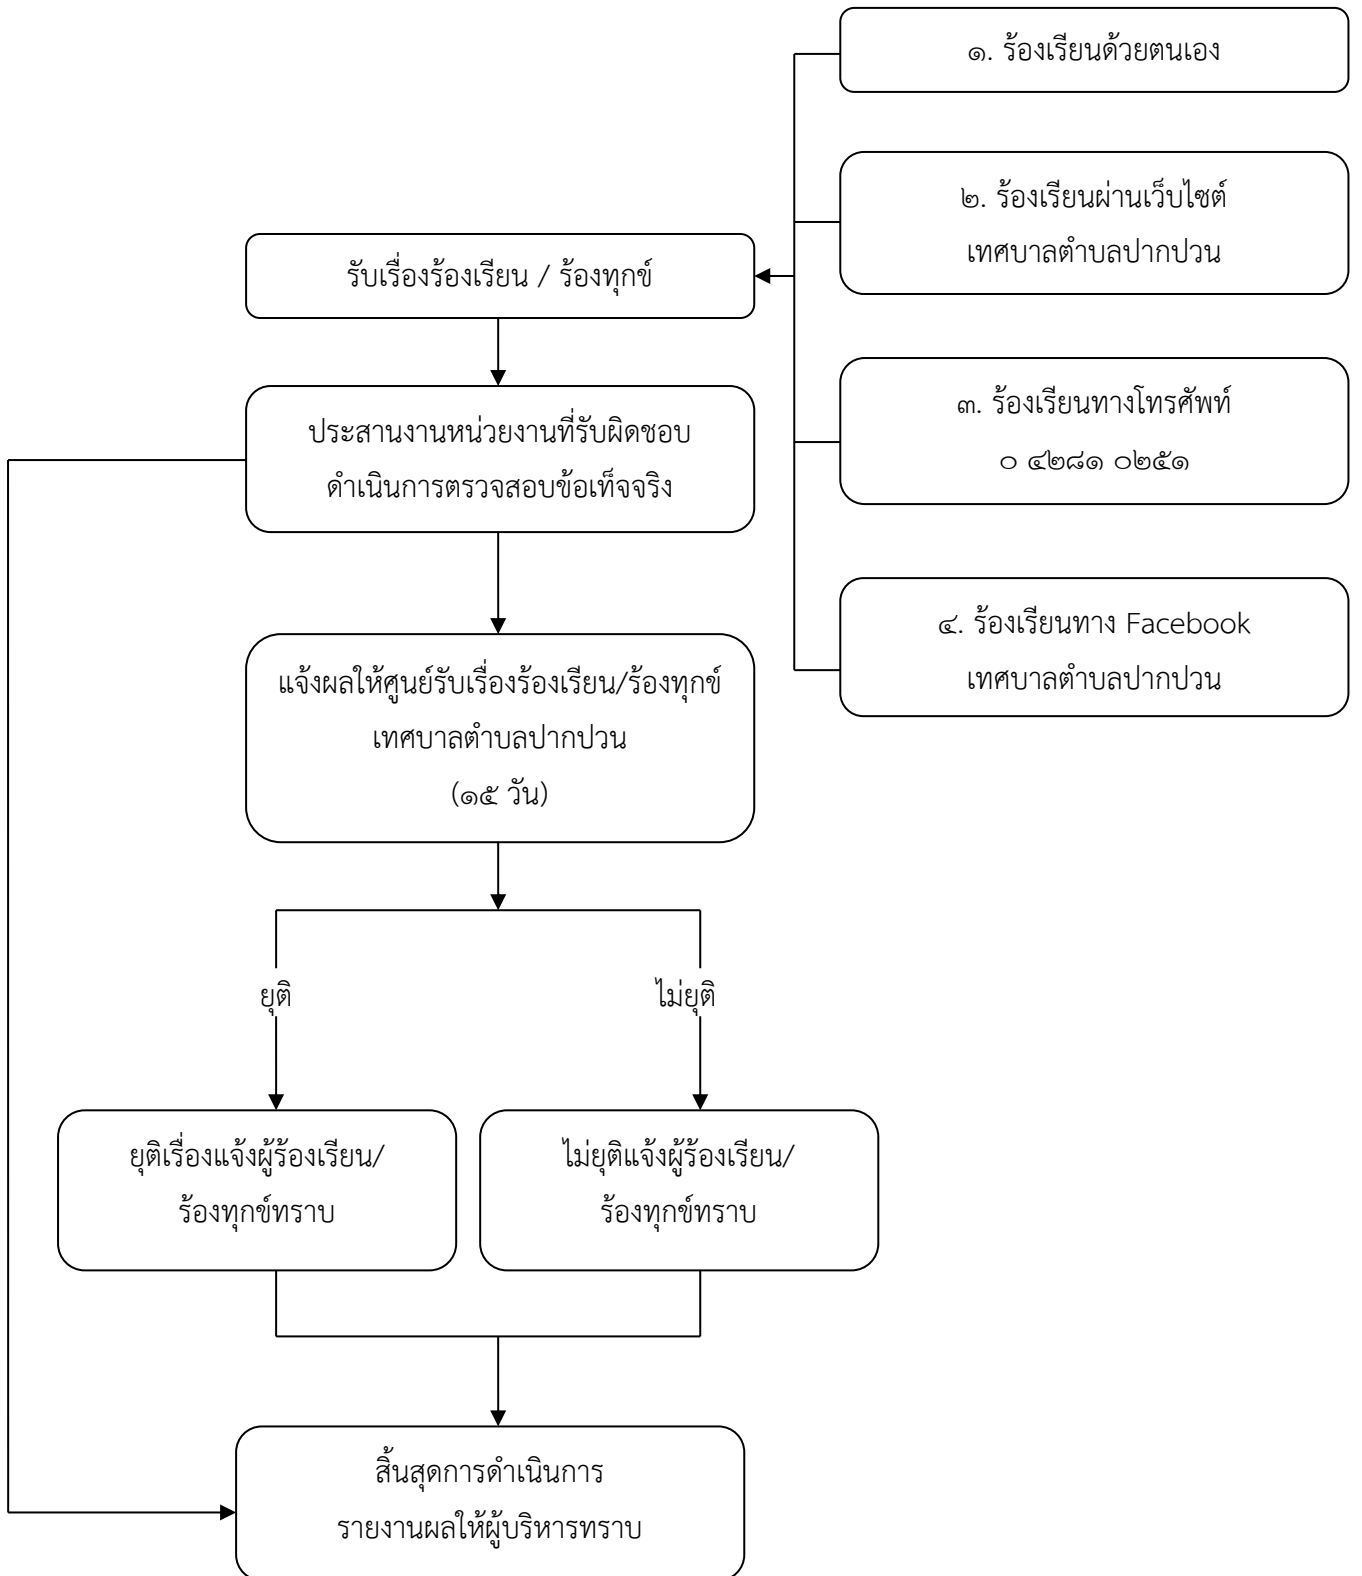 ๑. ร้องเรียนด้วยตนเอง
๒. ร้องเรียนผ่านเว็บไซต์
เทศบาลตำบลปากปวน
รับเรื่องร้องเรียน / ร้องทุกข์
๓. ร้องเรียนทางโทรศัพท์
๐ ๔๒๘๑ ๐๒๕๑
ประสานงานหน่วยงานที่รับผิดชอบ
ดำเนินการตรวจสอบข้อเท็จจริง
๔. ร้องเรียนทาง Facebook
เทศบาลตำบลปากปวน
แจ้งผลให้ศูนย์รับเรื่องร้องเรียน/ร้องทุกข์
เทศบาลตำบลปากปวน
(๑๕ วัน)
ยุติ
ไม่ยุติ
ยุติเรื่องแจ้งผู้ร้องเรียน/
ร้องทุกข์ทราบ
ไม่ยุติแจ้งผู้ร้องเรียน/
ร้องทุกข์ทราบ
สิ้นสุดการดำเนินการ
รายงานผลให้ผู้บริหารทราบ